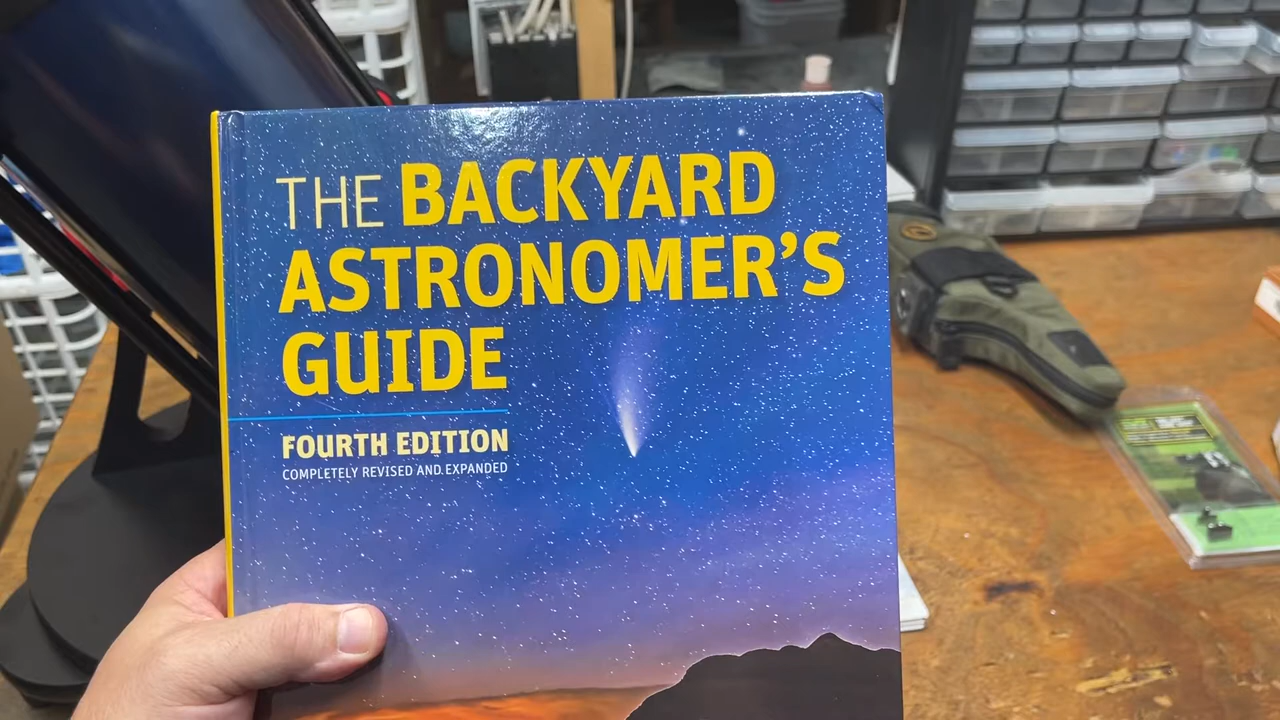 THE BACKYARD
ASTRONOMER'S
GUIDE
FOURTH EDITION
COMPLETELY REVISED AND EXPANDED